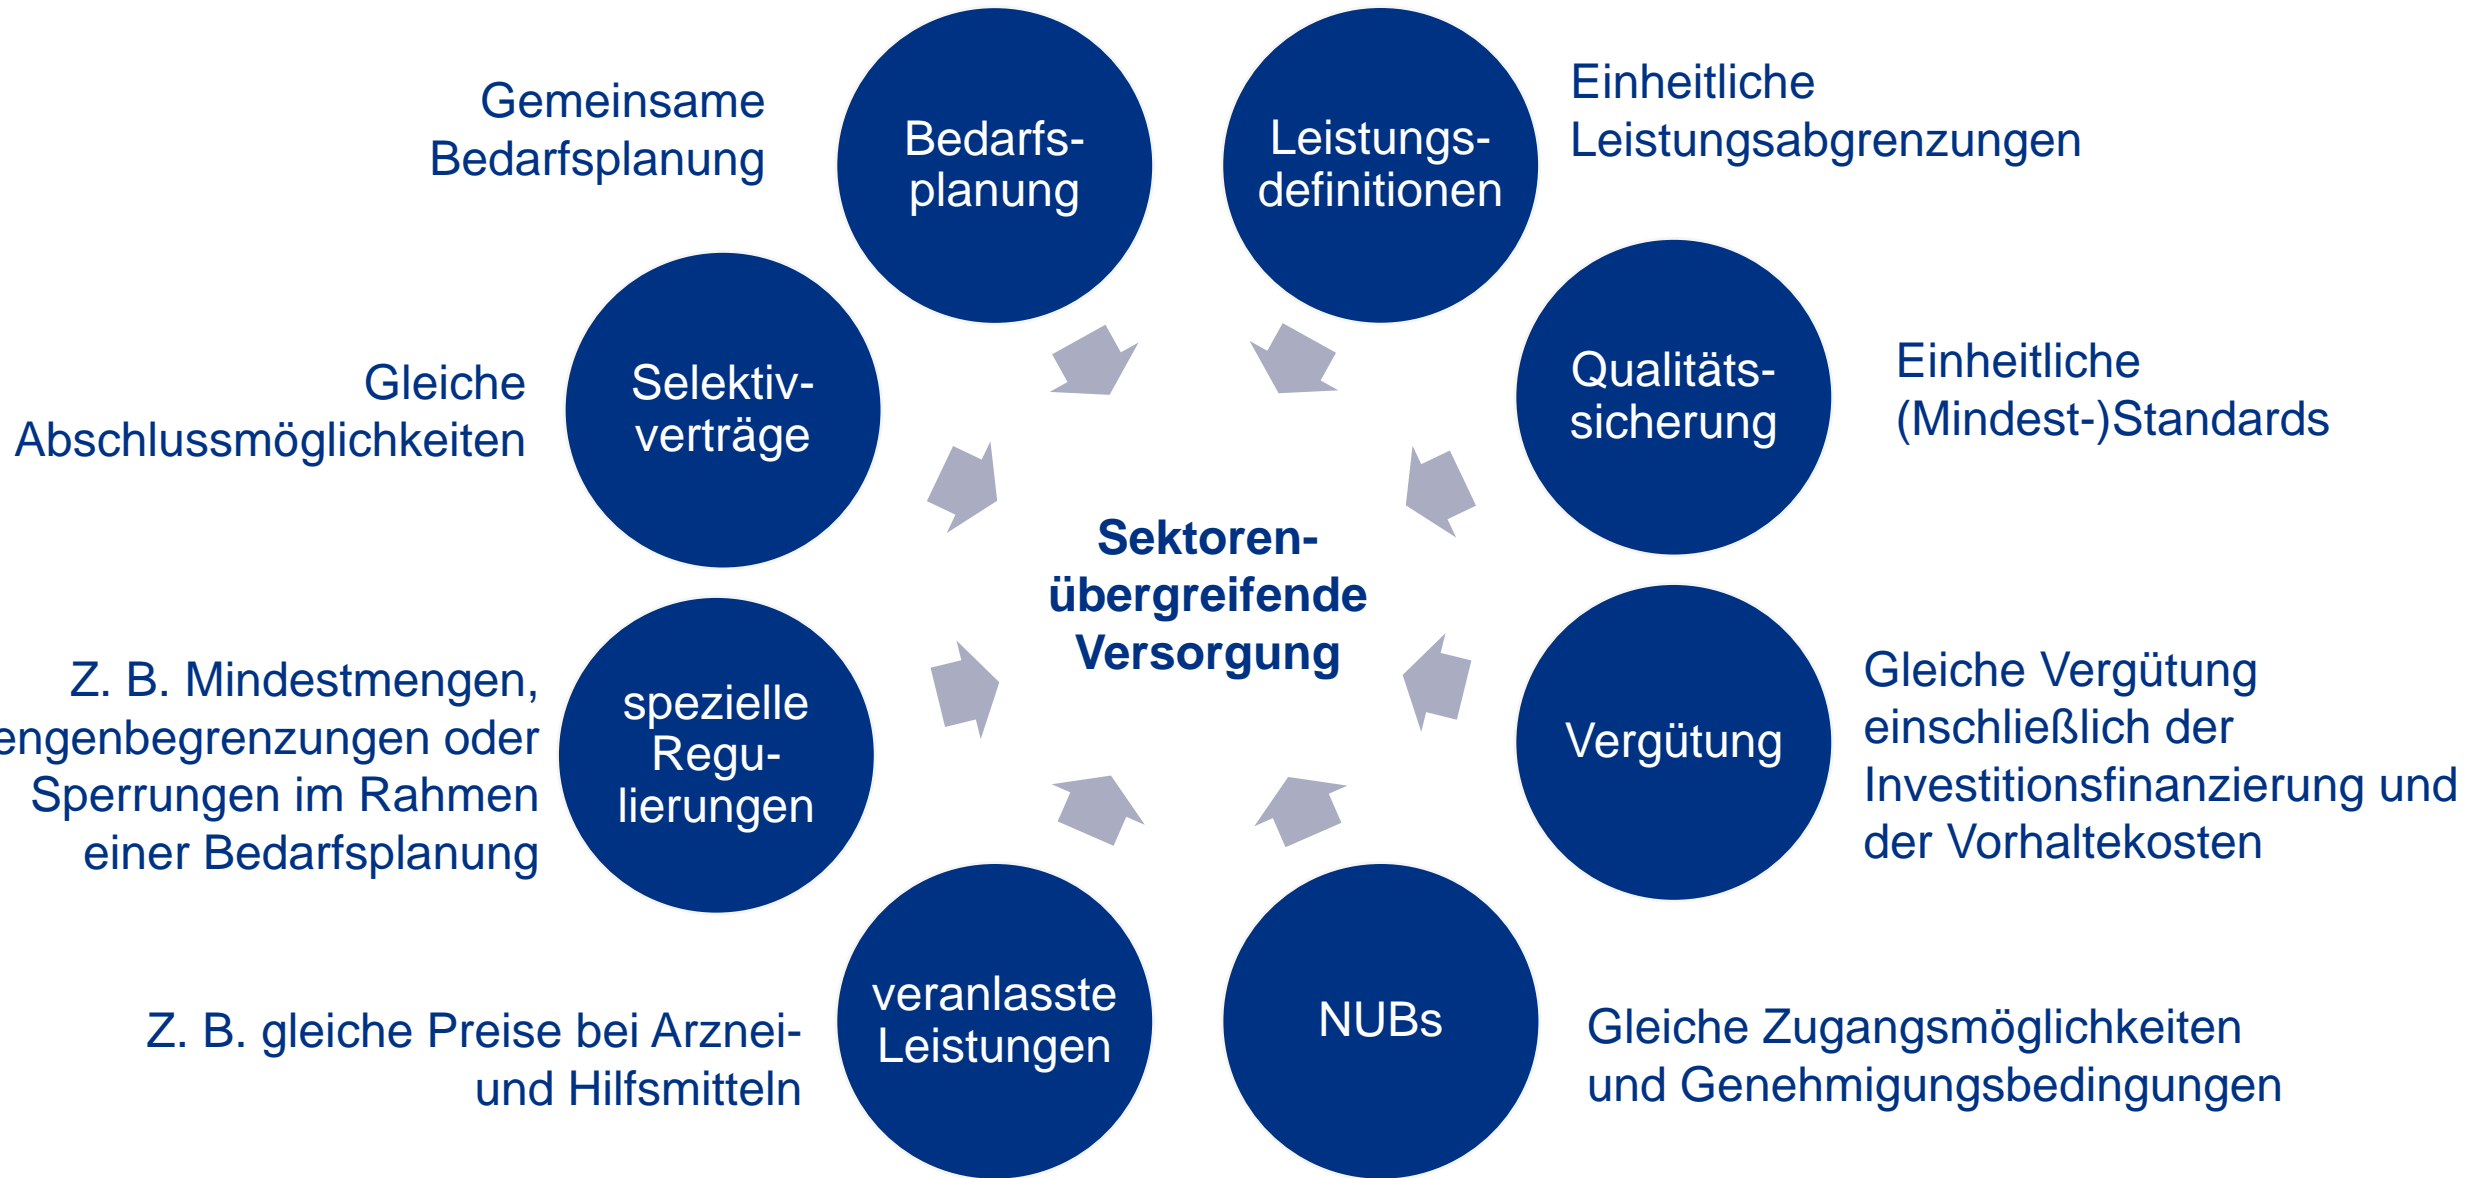 Gemeinsame
Bedarfsplanung
Bedarfs-
planung
Leistungs-
definitionen
Einheitliche
Leistungsabgrenzungen
Gleiche
Abschlussmöglichkeiten
Selektiv-
verträge
Qualitäts-
sicherung
Einheitliche
(Mindest-)Standards
Sektoren-
übergreifende
Versorgung
Z. B. Mindestmengen,
engenbegrenzungen oder
Sperrungen im Rahmen
einer Bedarfsplanung
spezielle
Regu-
lierungen
Vergütung
Gleiche Vergütung
einschließlich der
Investitionsfinanzierung und
der Vorhaltekosten
Z. B. gleiche Preise bei Arznei-
und Hilfsmitteln
veranlasste
Leistungen
NUBs
Gleiche Zugangsmöglichkeiten
und Genehmigungsbedingungen